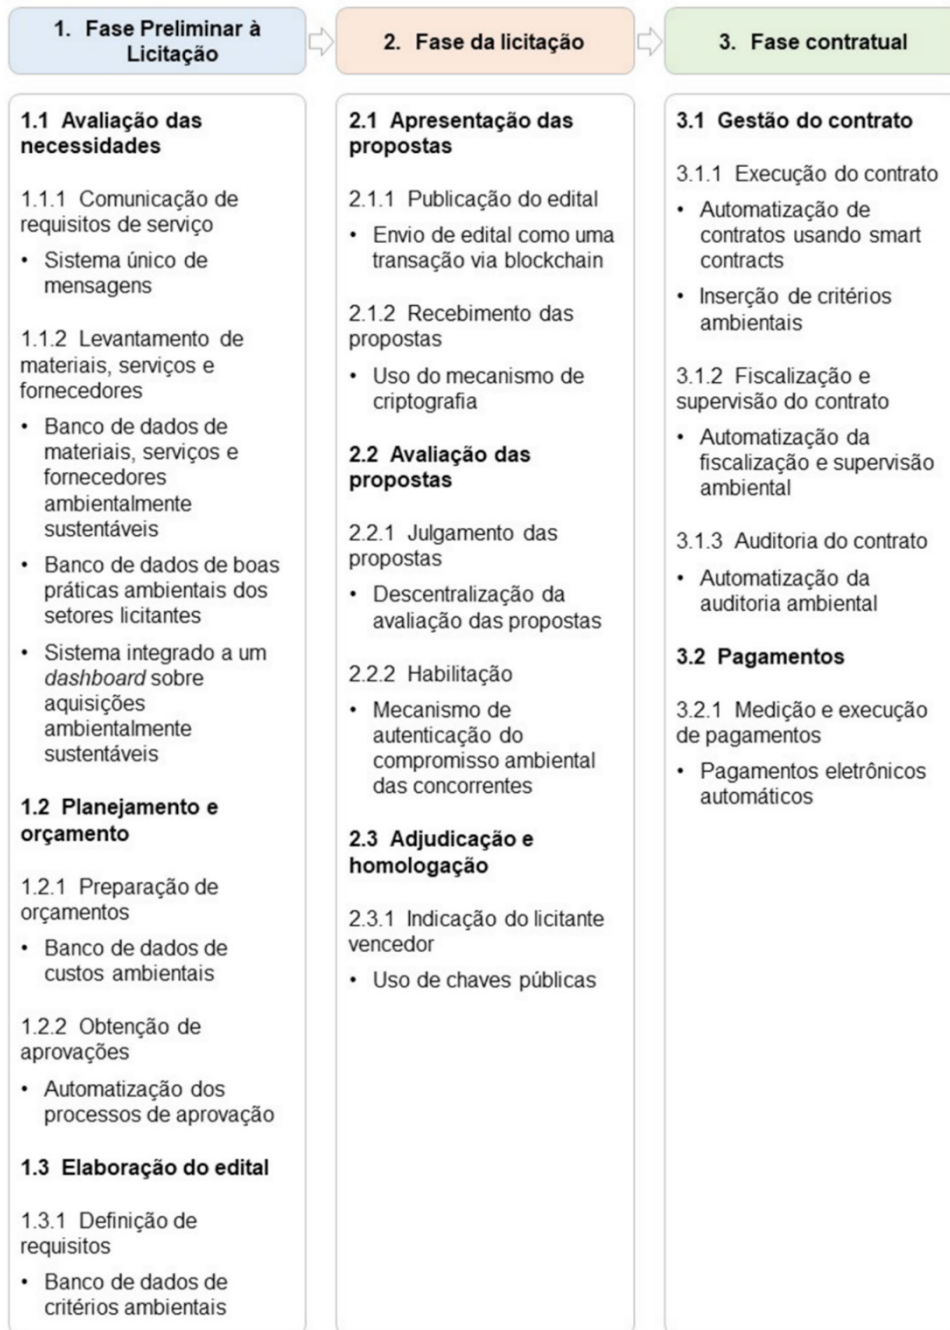 1. Fase Preliminar à
Licitação
2. Fase da licitação
3. Fase contratual
1.1 Avaliação das
necessidades
1.1.1 Comunicação de
requisitos de serviço
• Sistema único de
mensagens
1.1.2 Levantamento de
materiais, serviços e
fornecedores
• Banco de dados de
materiais, serviços e
fornecedores
ambientalmente
sustentáveis
• Banco de dados de boas
práticas ambientais dos
setores licitantes
• Sistema integrado a um
dashboard sobre
aquisições
ambientalmente
sustentáveis
1.2 Planejamento e
orçamento
1.2.1 Preparação de
orçamentos
• Banco de dados de
custos ambientais
1.2.2 Obtenção de
aprovações
• Automatização dos
processos de aprovação
1.3 Elaboração do edital
1.3.1 Definição de
requisitos
• Banco de dados de
critérios ambientais
2.1 Apresentação das
propostas
2.1.1 Publicação do edital
• Envio de edital como uma
transação via blockchain
2.1.2 Recebimento das
propostas
• Uso do mecanismo de
criptografia
2.2 Avaliação das
propostas
2.2.1 Julgamento das
propostas
• Descentralização da
avaliação das propostas
2.2.2 Habilitação
• Mecanismo de
autenticação do
compromisso ambiental
das concorrentes
2.3 Adjudicação e
homologação
2.3.1 Indicação do licitante
vencedor
• Uso de chaves públicas
3.1 Gestão do contrato
3.1.1 Execução do contrato
• Automatização de
contratos usando smart
contracts
• Inserção de critérios
ambientais
3.1.2 Fiscalização e
supervisão do contrato
• Automatização da
fiscalização e supervisão
ambiental
3.1.3 Auditoria do contrato
• Automatização da
auditoria ambiental
3.2 Pagamentos
3.2.1 Medição e execução
de pagamentos
• Pagamentos eletrônicos
automáticos